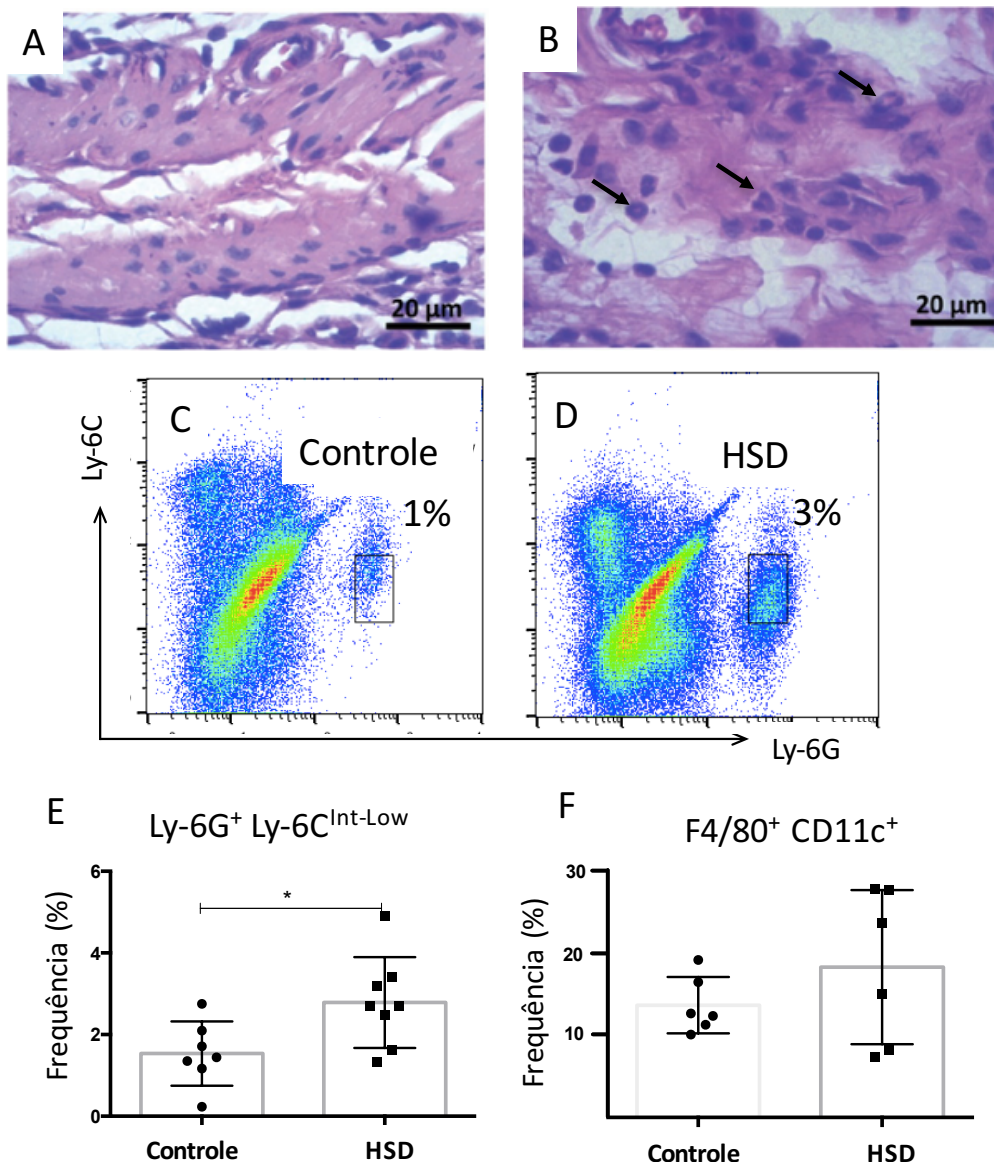 A
B
20 µm
20 µm
Ly-6C
C
Controle
1%
D
HSD
3%
Ly-6G
E
Ly-6G⁺ Ly-6C^Int-Low
Frequência (%)
6
4
2
0
*
Controle
HSD
F
F4/80⁺ CD11c⁺
Frequência (%)
30
20
10
Controle
HSD